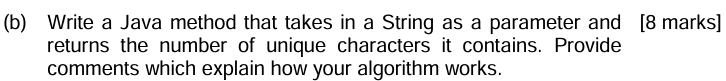 (b) Write a Java method that takes in a String as a parameter and [8 marks]
returns the number of unique characters it contains. Provide
comments which explain how your algorithm works.